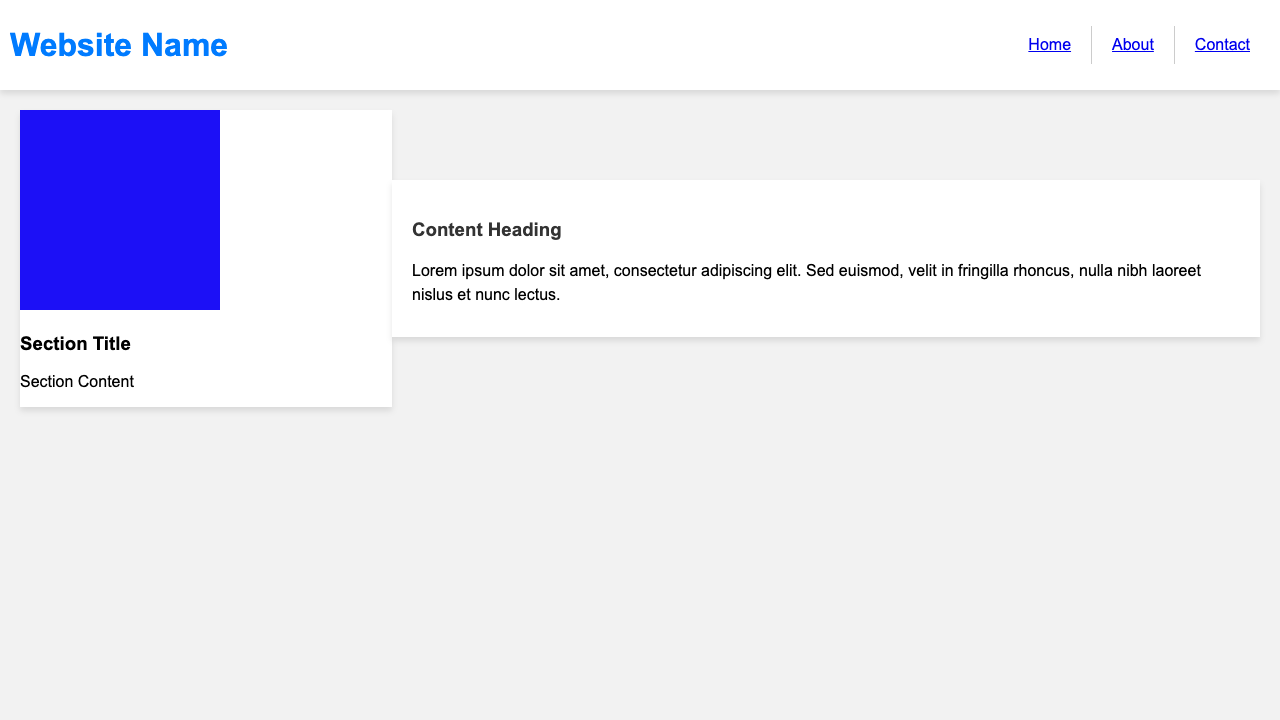 Website Name
Home
About
Contact
Section Title
Section Content
Content Heading
Lorem ipsum dolor sit amet, consectetur adipiscing elit. Sed euismod, velit in fringilla rhoncus, nulla nibh laoreet
nislus et nunc lectus.